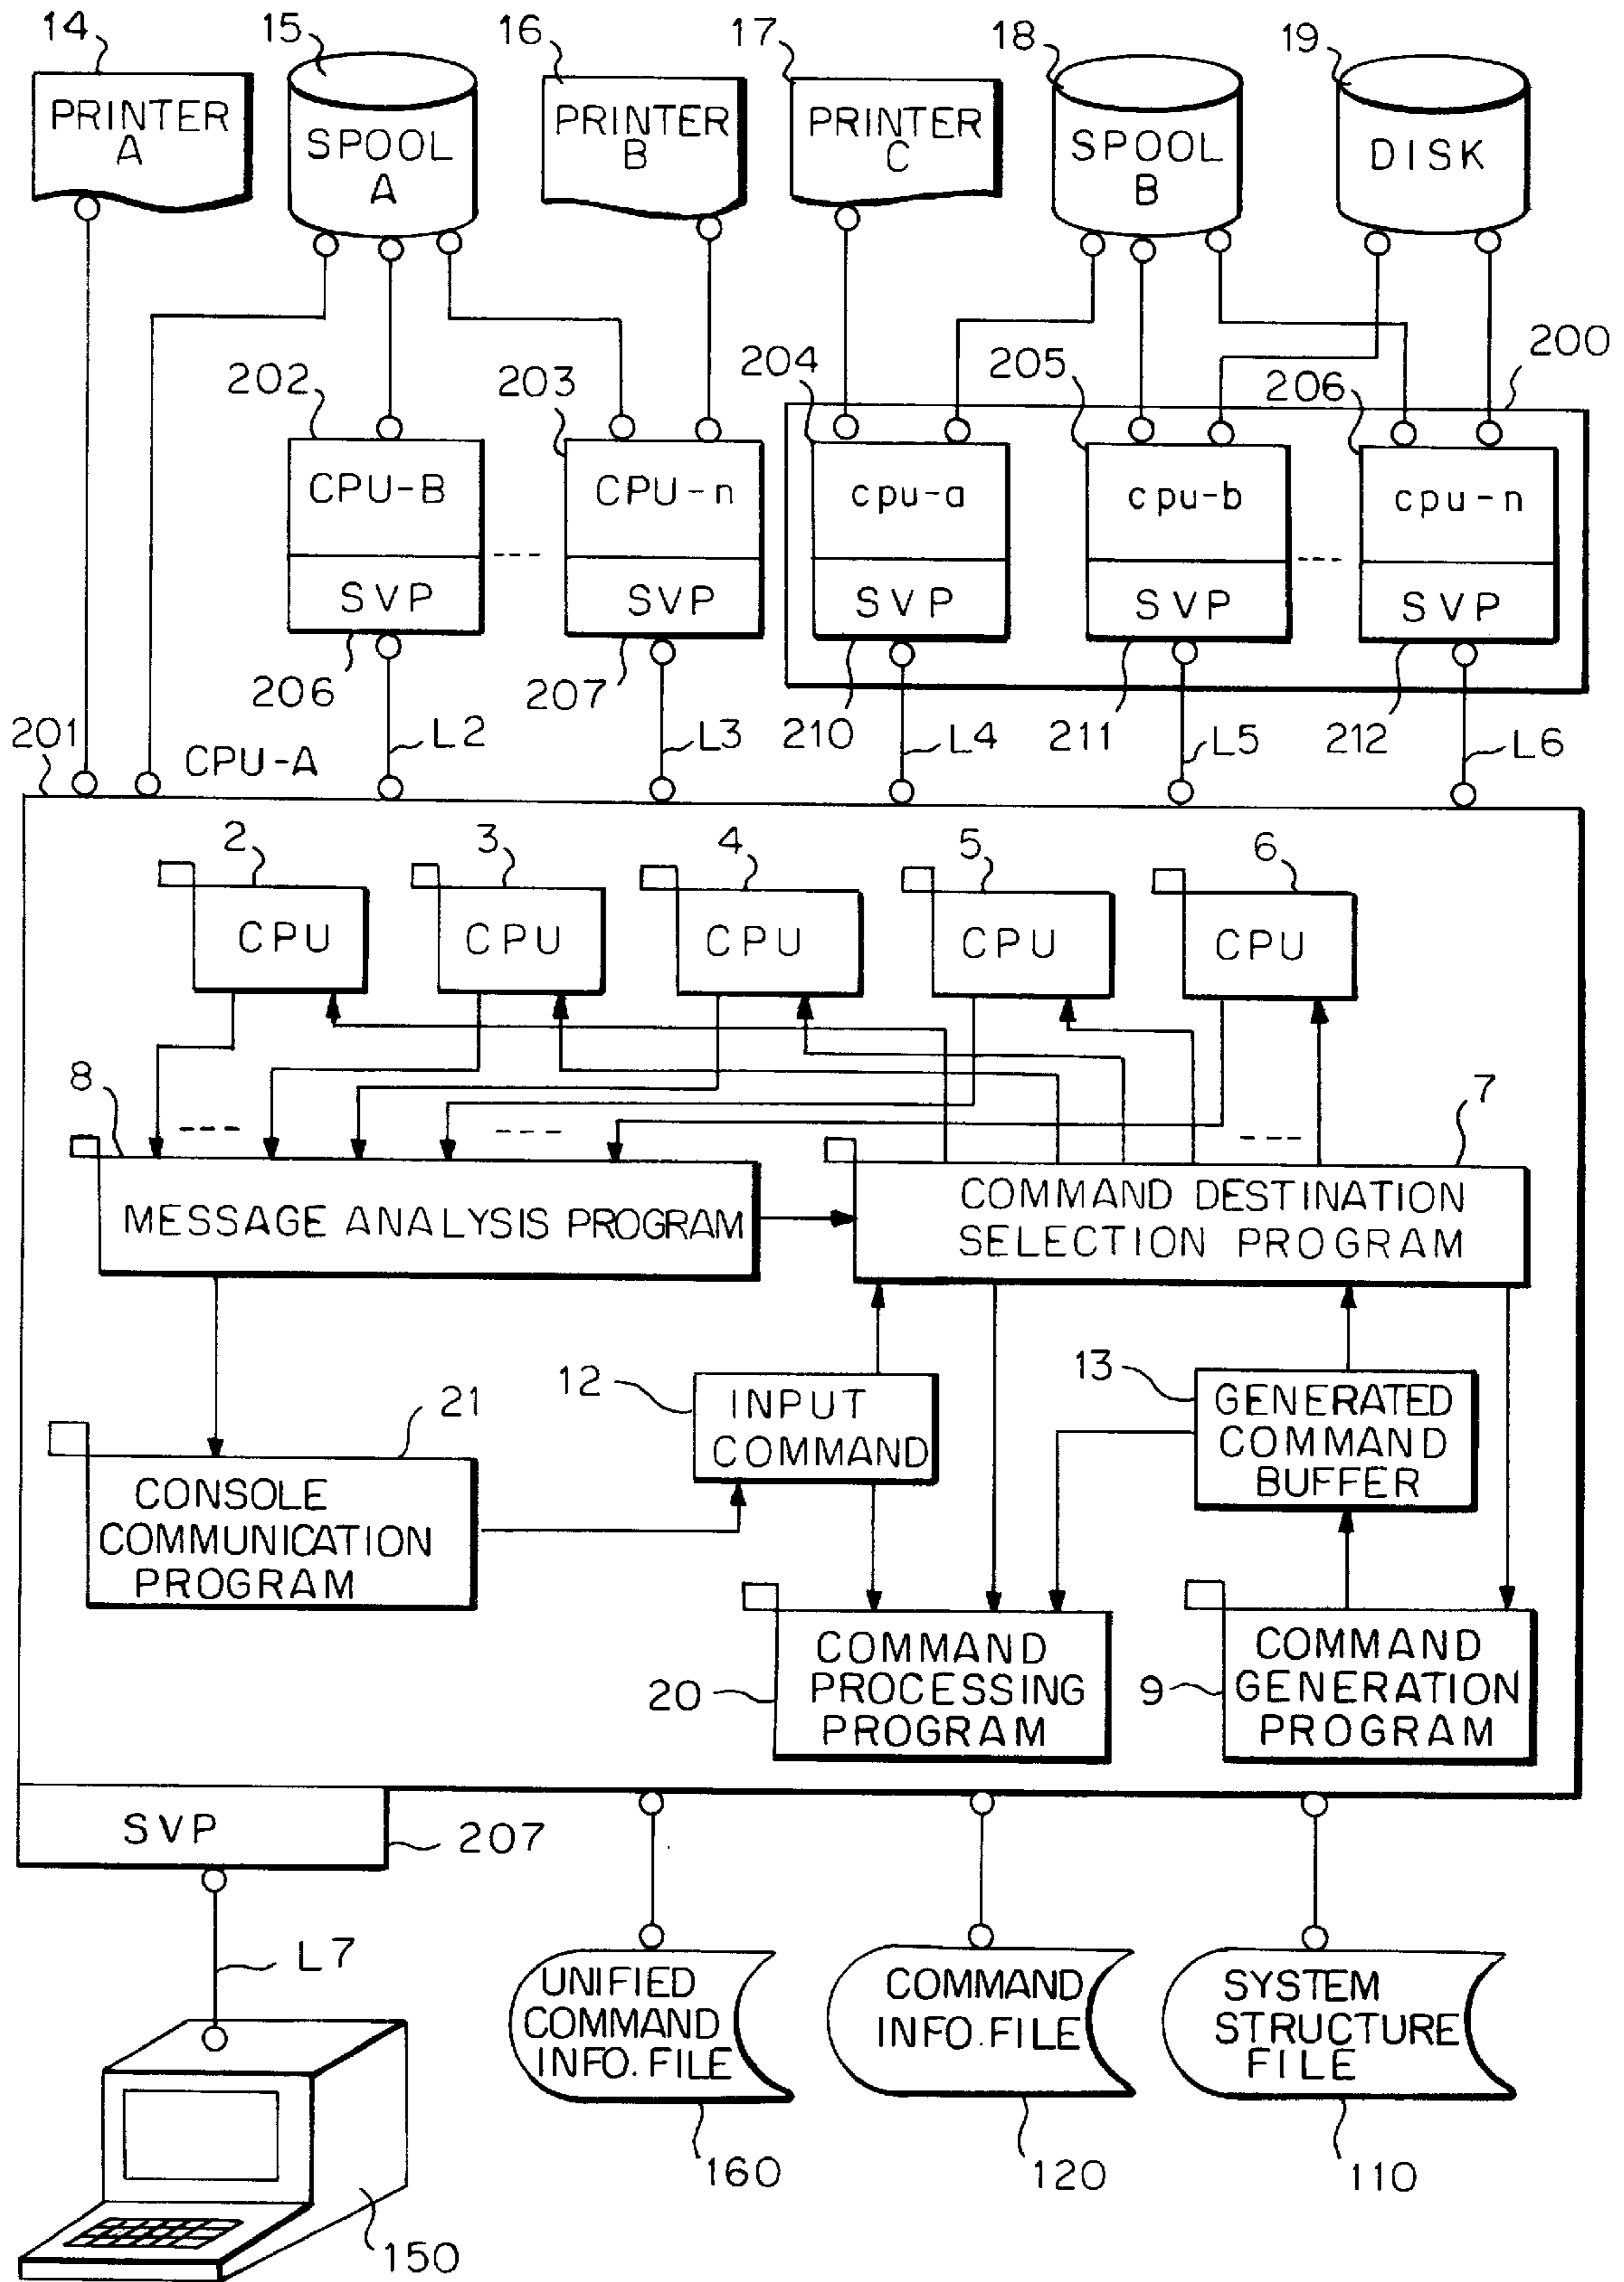 14
15
16
17
18
19
PRINTER
A
SPOOL
A
PRINTER
B
PRINTER
C
SPOOL
B
DISK
200
202
203
204
205
206
CPU-B
CPU-n
cpu-a
cpu-b
cpu-n
SVP
SVP
SVP
SVP
SVP
206
207
210
211
212
201
CPU-A
L2
L3
L4
L5
L6
2
3
4
5
6
CPU
CPU
CPU
CPU
CPU
8
7
MESSAGE ANALYSIS PROGRAM
COMMAND DESTINATION
SELECTION PROGRAM
12
INPUT
COMMAND
13
GENERATED
COMMAND
BUFFER
21
CONSOLE
COMMUNICATION
PROGRAM
20
COMMAND
PROCESSING
PROGRAM
9
COMMAND
GENERATION
PROGRAM
SVP
207
L7
UNIFIED
COMMAND
INFO.FILE
COMMAND
INFO.FILE
SYSTEM
STRUCTURE
FILE
160
120
110
150